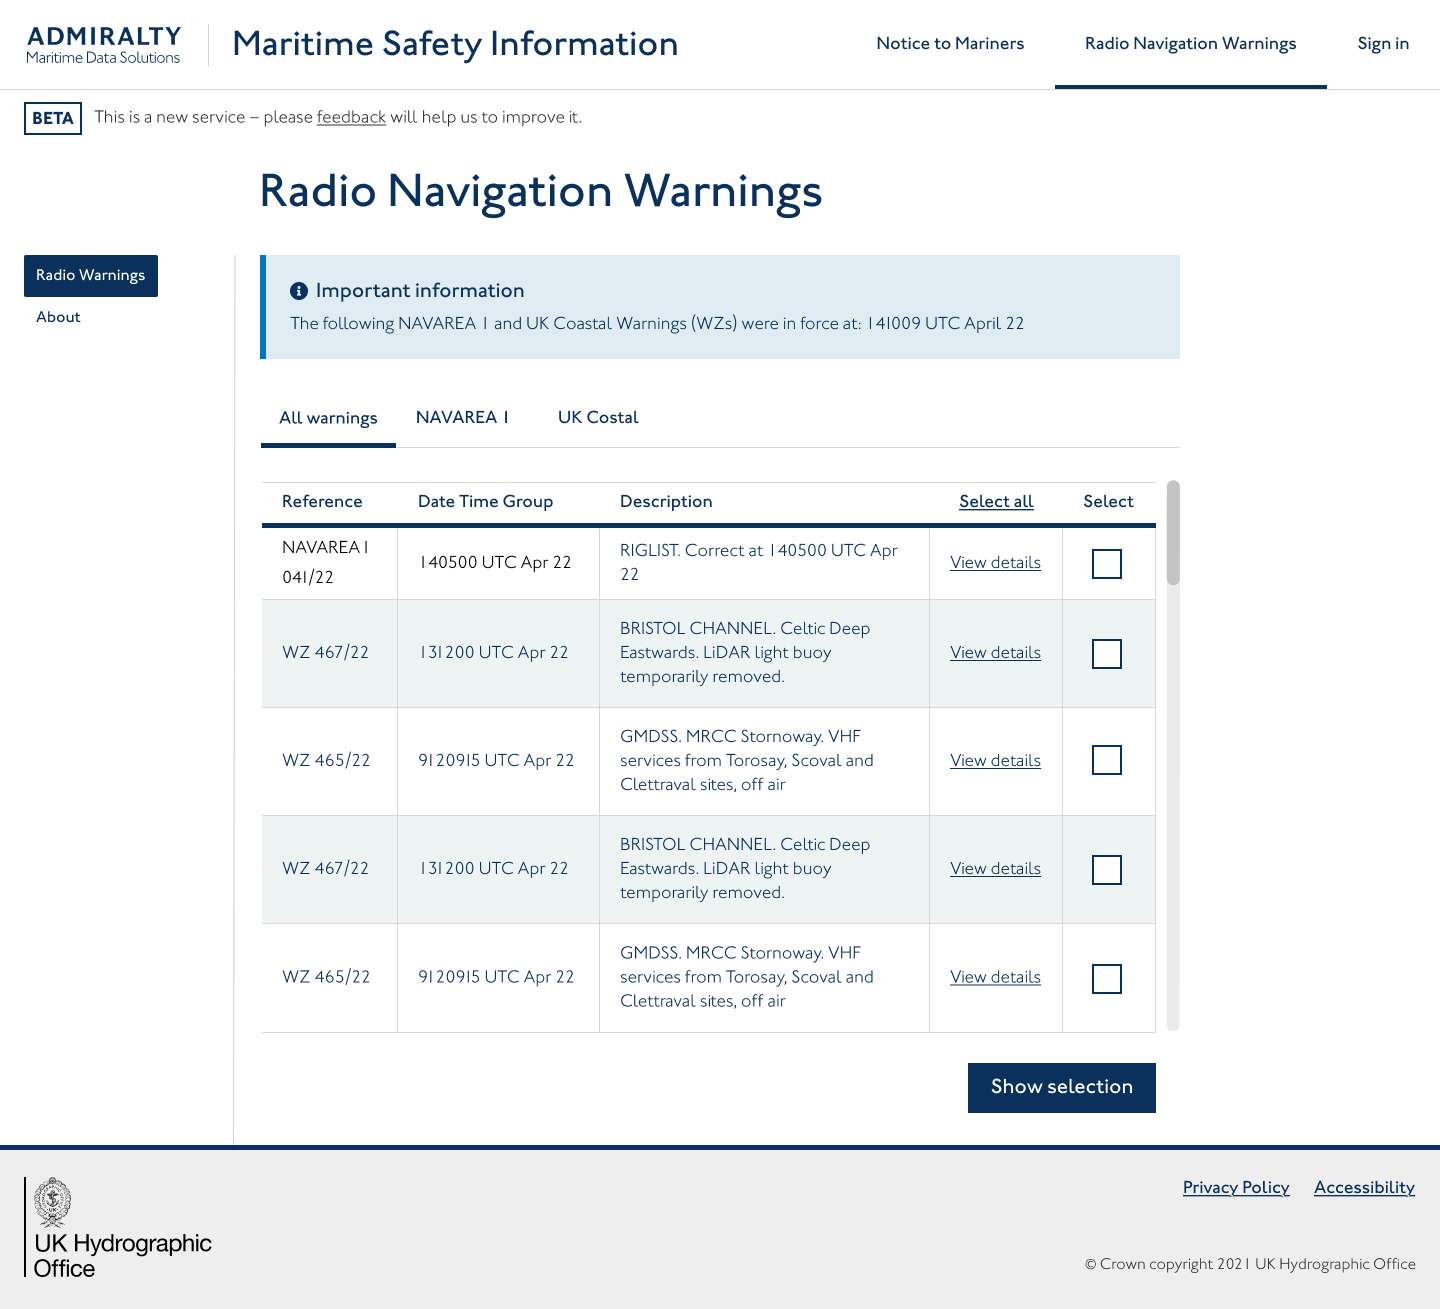 ADMIRALTY
Maritime Data Solutions
Maritime Safety Information
Notice to Mariners
Radio Navigation Warnings
Sign in
BETA
This is a new service – please feedback will help us to improve it.
Radio Navigation Warnings
Radio Warnings
About
Important information
The following NAVAREA 1 and UK Coastal Warnings (WZs) were in force at: 141009 UTC April 22
All warnings
NAVAREA 1
UK Costal
Reference
Date Time Group
Description
Select all
Select
NAVAREA 1
041/22
140500 UTC Apr 22
RIGLIST. Correct at 140500 UTC Apr
22
View details
WZ 467/22
131200 UTC Apr 22
BRISTOL CHANNEL. Celtic Deep
Eastwards. LiDAR light buoy
temporarily removed.
View details
WZ 465/22
9120915 UTC Apr 22
GMDSS. MRCC Stornoway. VHF
services from Torosay, Scoval and
Clettraval sites, off air
View details
WZ 467/22
131200 UTC Apr 22
BRISTOL CHANNEL. Celtic Deep
Eastwards. LiDAR light buoy
temporarily removed.
View details
WZ 465/22
9120915 UTC Apr 22
GMDSS. MRCC Stornoway. VHF
services from Torosay, Scoval and
Clettraval sites, off air
View details
Show selection
UK Hydrographic
Office
Privacy Policy
Accessibility
© Crown copyright 2021 UK Hydrographic Office